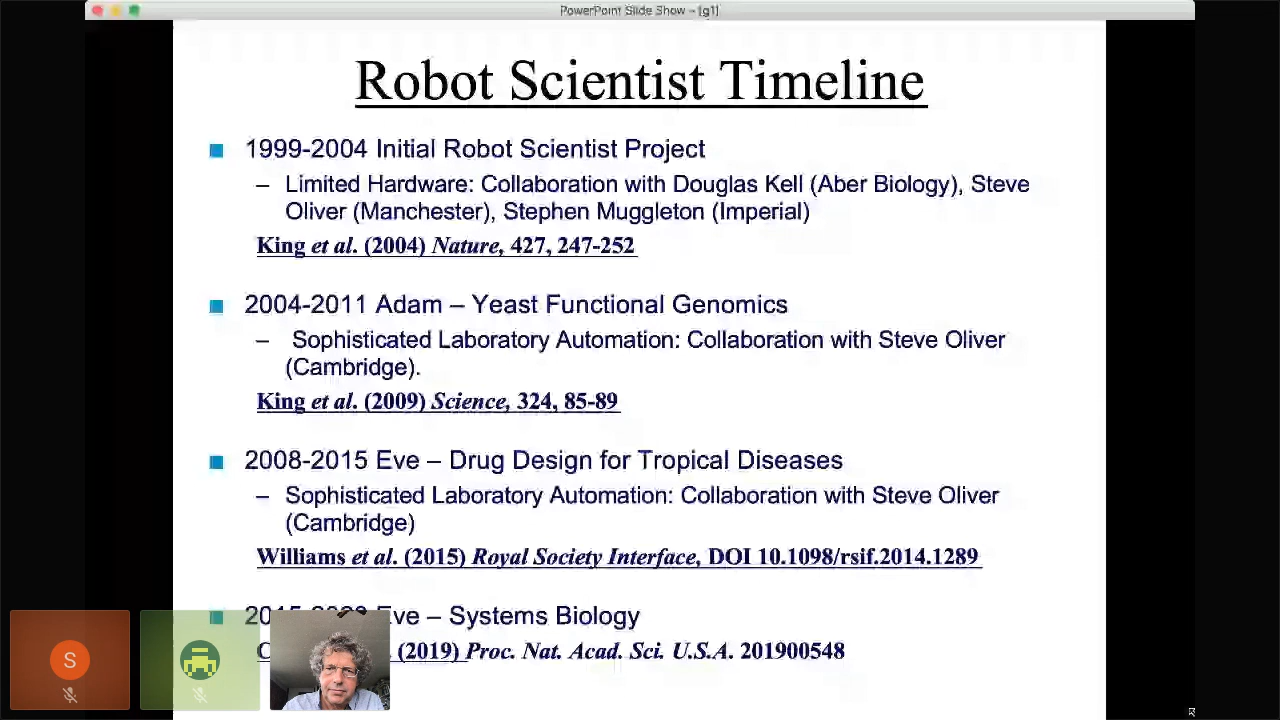 PowerPoint Slide Show - [g1]
Robot Scientist Timeline
1999-2004 Initial Robot Scientist Project
– Limited Hardware: Collaboration with Douglas Kell (Aber Biology), Steve
Oliver (Manchester), Stephen Muggleton (Imperial)
King et al. (2004) Nature, 427, 247-252
2004-2011 Adam – Yeast Functional Genomics
– Sophisticated Laboratory Automation: Collaboration with Steve Oliver
(Cambridge).
King et al. (2009) Science, 324, 85-89
2008-2015 Eve – Drug Design for Tropical Diseases
– Sophisticated Laboratory Automation: Collaboration with Steve Oliver
(Cambridge)
Williams et al. (2015) Royal Society Interface, DOI 10.1098/rsif.2014.1289
Eve – Systems Biology
(2019) Proc. Nat. Acad. Sci. U.S.A. 201900548
S